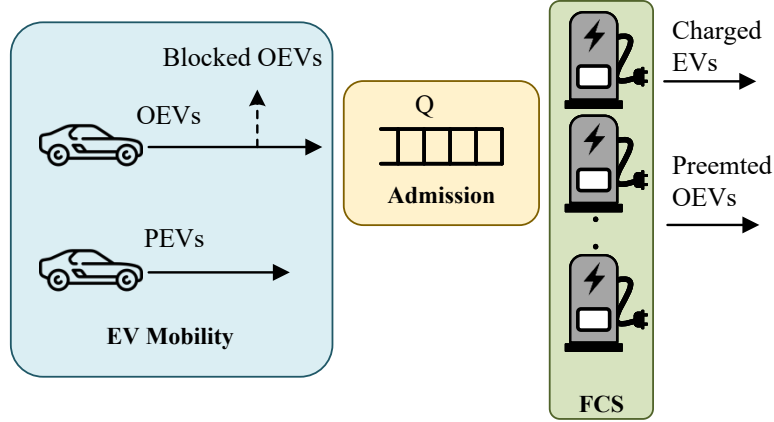 Blocked OEVs
OEVs
PEVs
EV Mobility
Q
Admission
FCS
Charged
EVs
Preemted
OEVs